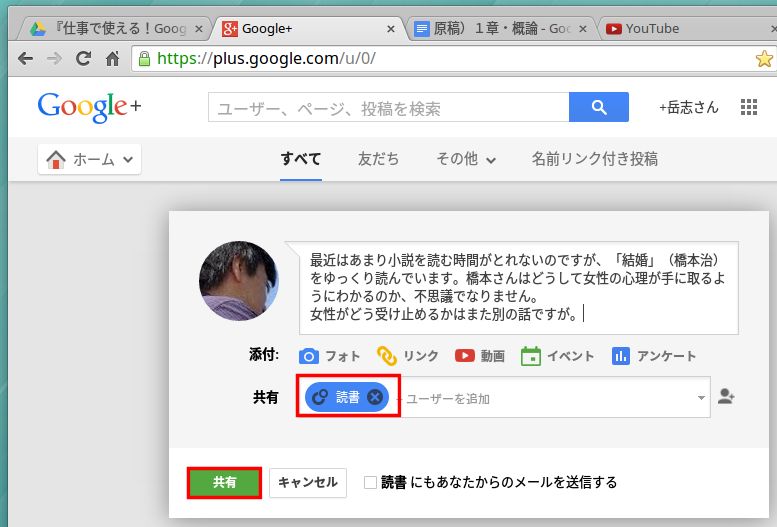 『仕事で使える！Goog
Google+
原稿）１章・概論 - Goo
YouTube
https://plus.google.com/u/0/
Google+
ユーザー、ページ、投稿を検索
+岳志さん
ホーム
すべて
友だち
その他
名前リンク付き投稿
最近はあまり小説を読む時間がとれないのですが、「結婚」（橋本治）
をゆっくり読んでいます。橋本さんはどうして女性の心理が手に取るよ
うにわかるのか、不思議でなりません。
女性がどう受け止めるかはまた別の話ですが。
添付:
フォト
リンク
動画
イベント
アンケート
共有
読書
ユーザーを追加
共有
キャンセル
読書 にもあなたからのメールを送信する